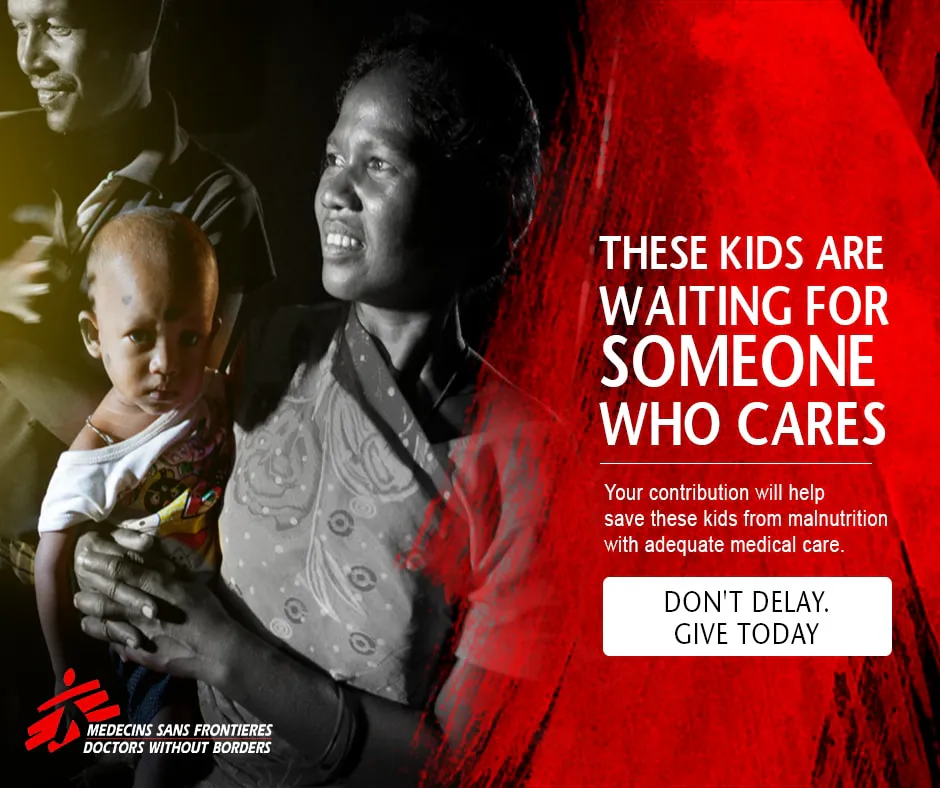 THESE KIDS ARE
WAITING FOR
SOMEONE
WHO CARES
Your contribution will help
save these kids from malnutrition
with adequate medical care.
DON'T DELAY.
GIVE TODAY
MEDECINS SANS FRONTIERES
DOCTORS WITHOUT BORDERS